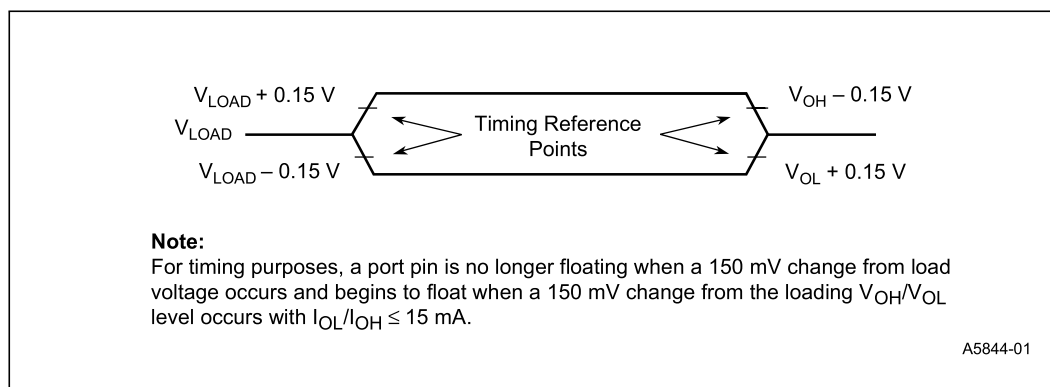 V_LOAD + 0.15 V
V_OH – 0.15 V
V_LOAD
Timing Reference
Points
V_LOAD – 0.15 V
V_OL + 0.15 V
Note:
For timing purposes, a port pin is no longer floating when a 150 mV change from load
voltage occurs and begins to float when a 150 mV change from the loading V_OH/V_OL
level occurs with I_OL/I_OH ≤ 15 mA.
A5844-01